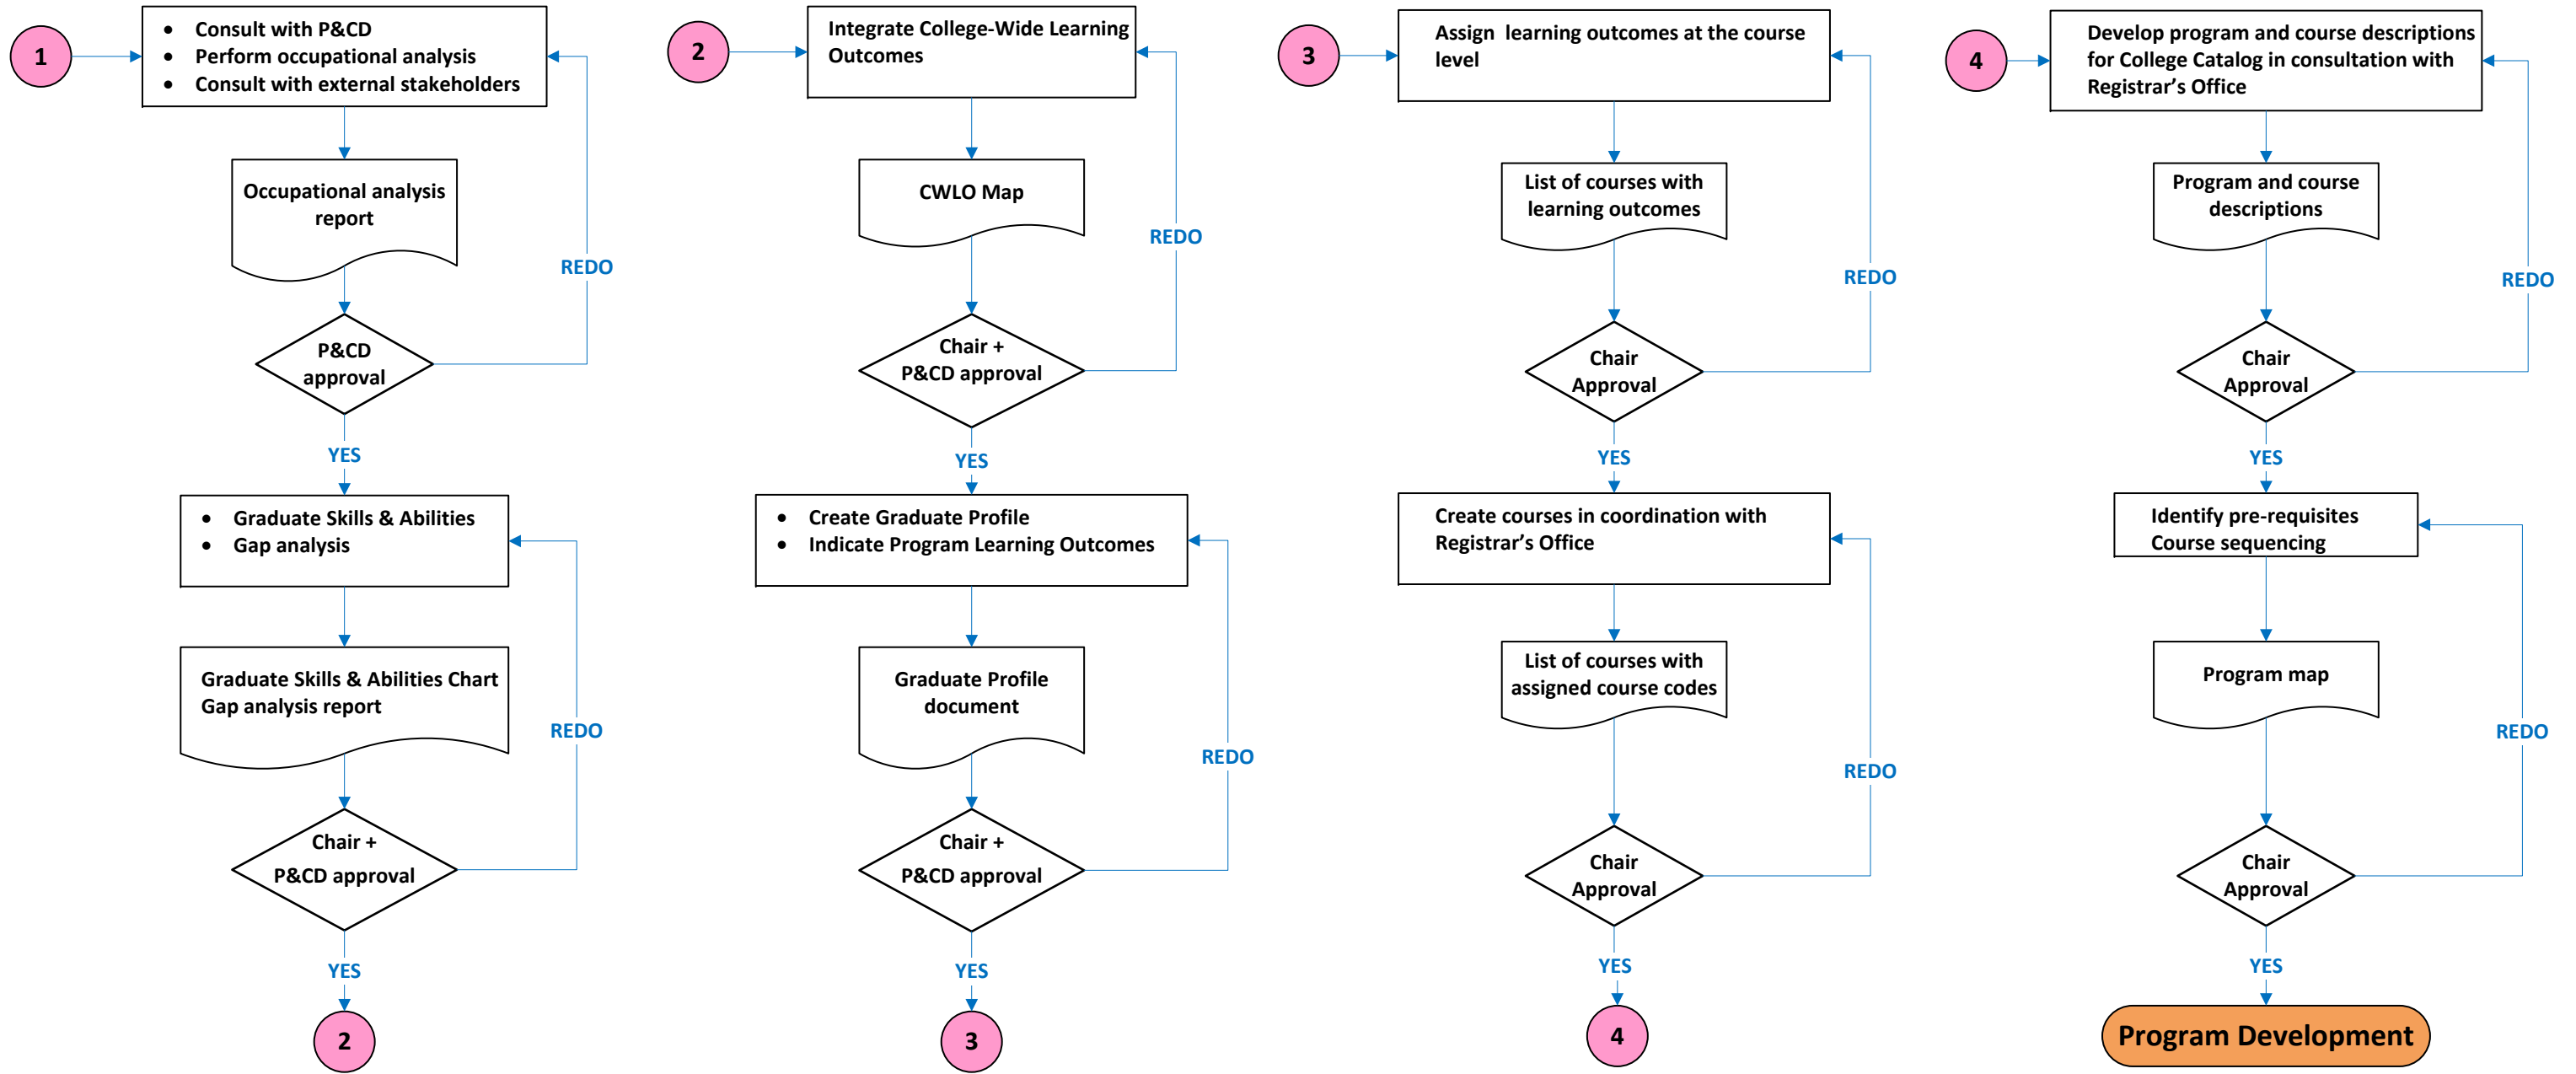 1
• Consult with P&CD
• Perform occupational analysis
• Consult with external stakeholders
Occupational analysis
report
REDO
P&CD
approval
YES
• Graduate Skills & Abilities
• Gap analysis
Graduate Skills & Abilities Chart
Gap analysis report
REDO
Chair +
P&CD approval
YES
2
2
Integrate College-Wide Learning
Outcomes
CWLO Map
REDO
Chair +
P&CD approval
YES
• Create Graduate Profile
• Indicate Program Learning Outcomes
Graduate Profile
document
REDO
Chair +
P&CD approval
YES
3
3
Assign learning outcomes at the course
level
List of courses with
learning outcomes
REDO
Chair
Approval
YES
Create courses in coordination with
Registrar's Office
List of courses with
assigned course codes
REDO
Chair
Approval
YES
4
4
Develop program and course descriptions
for College Catalog in consultation with
Registrar's Office
Program and course
descriptions
REDO
Chair
Approval
YES
Identify pre-requisites
Course sequencing
Program map
REDO
Chair
Approval
YES
Program Development